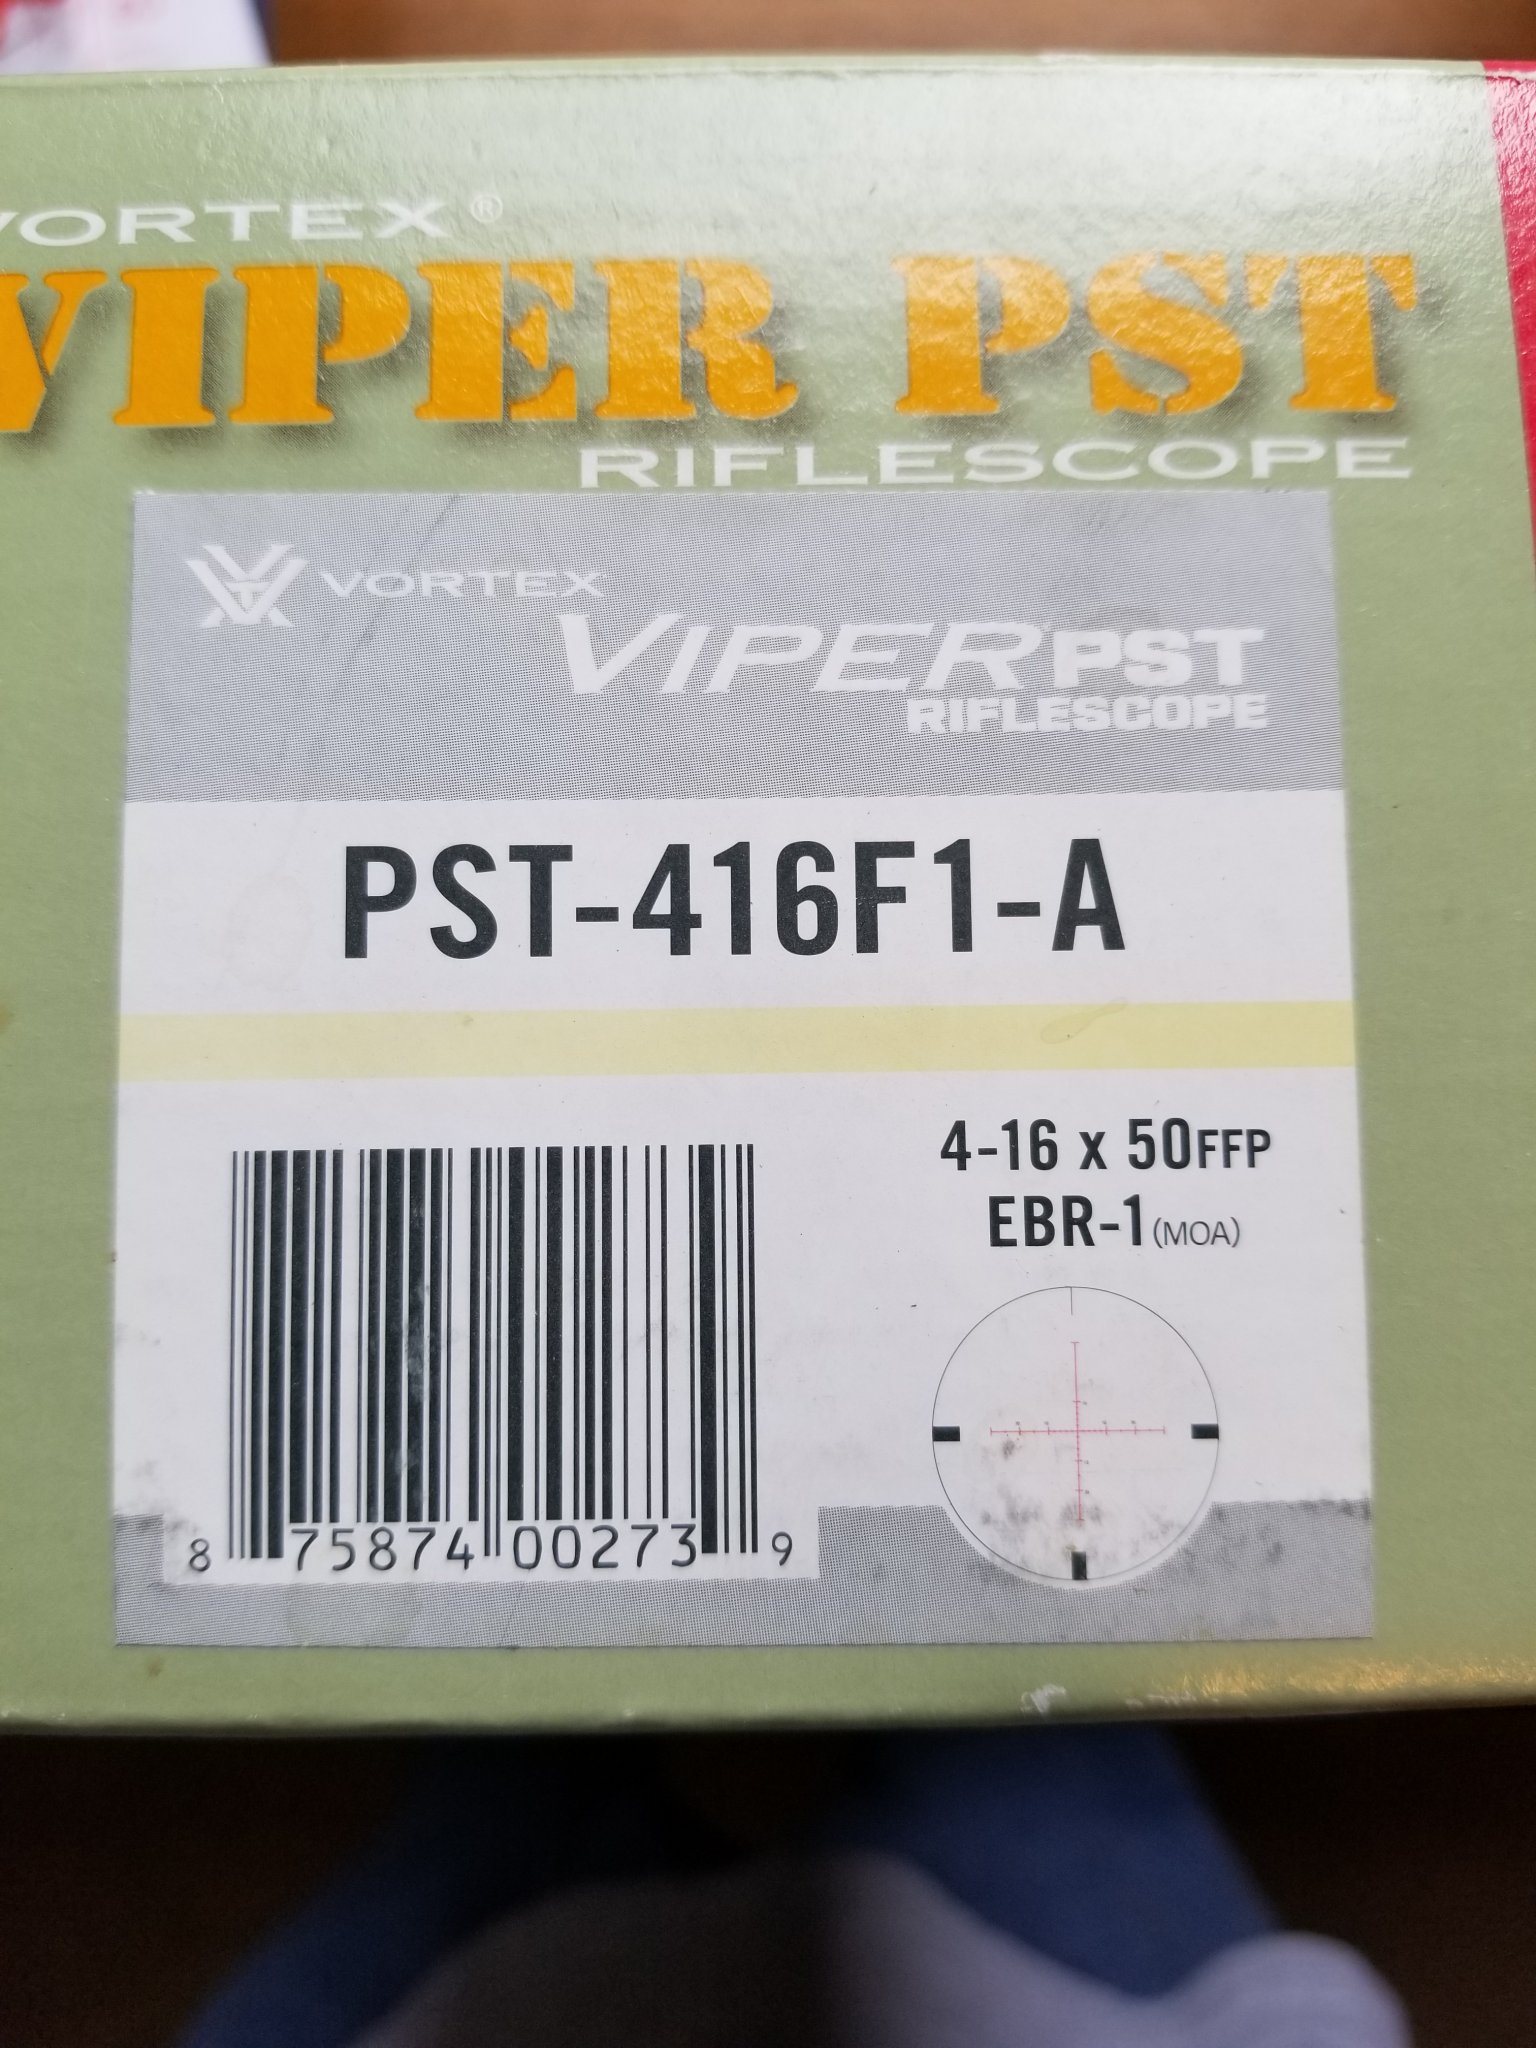 VORTEX®
VIPER PST
RIFLESCOPE
VORTEX
VIPER PST
RIFLESCOPE
PST-416F1-A
4-16 x 50FFP
EBR-1(MOA)
8 75874 00273 9